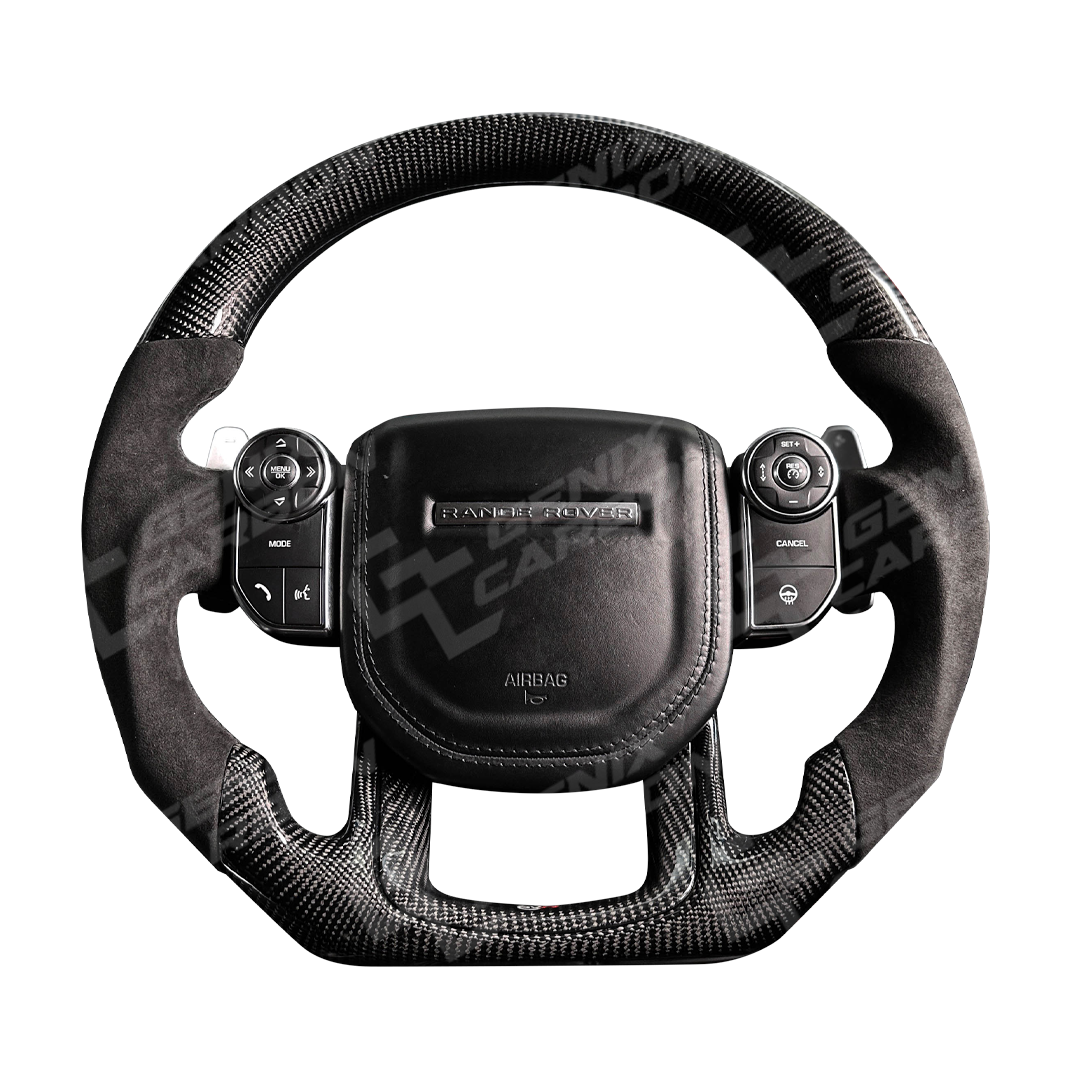 SET+
MENU
OK
RES
RANGE ROVER
MODE
CANCEL
GENIX
CARBON
AIRBAG
GENIX
CARBON
GENIX
CARBON